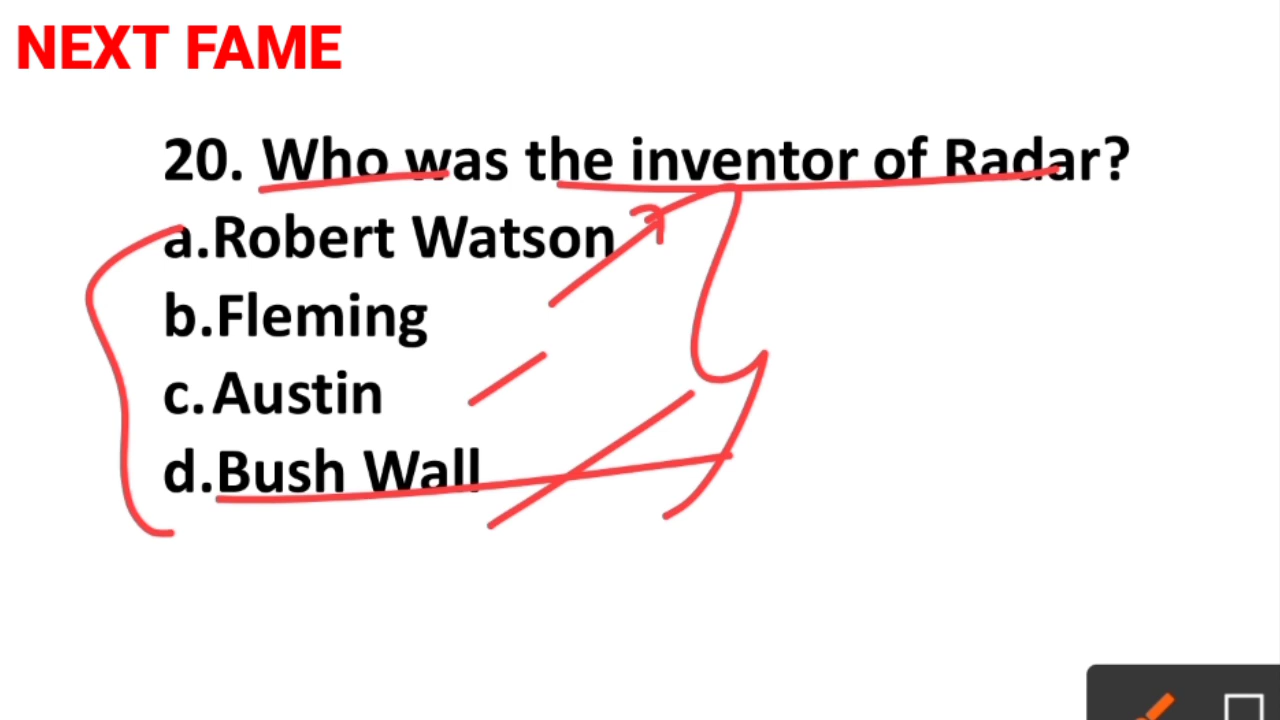 NEXT FAME
20. Who was the inventor of Radar?
a.Robert Watson
b.Fleming
c.Austin
d.Bush Wall